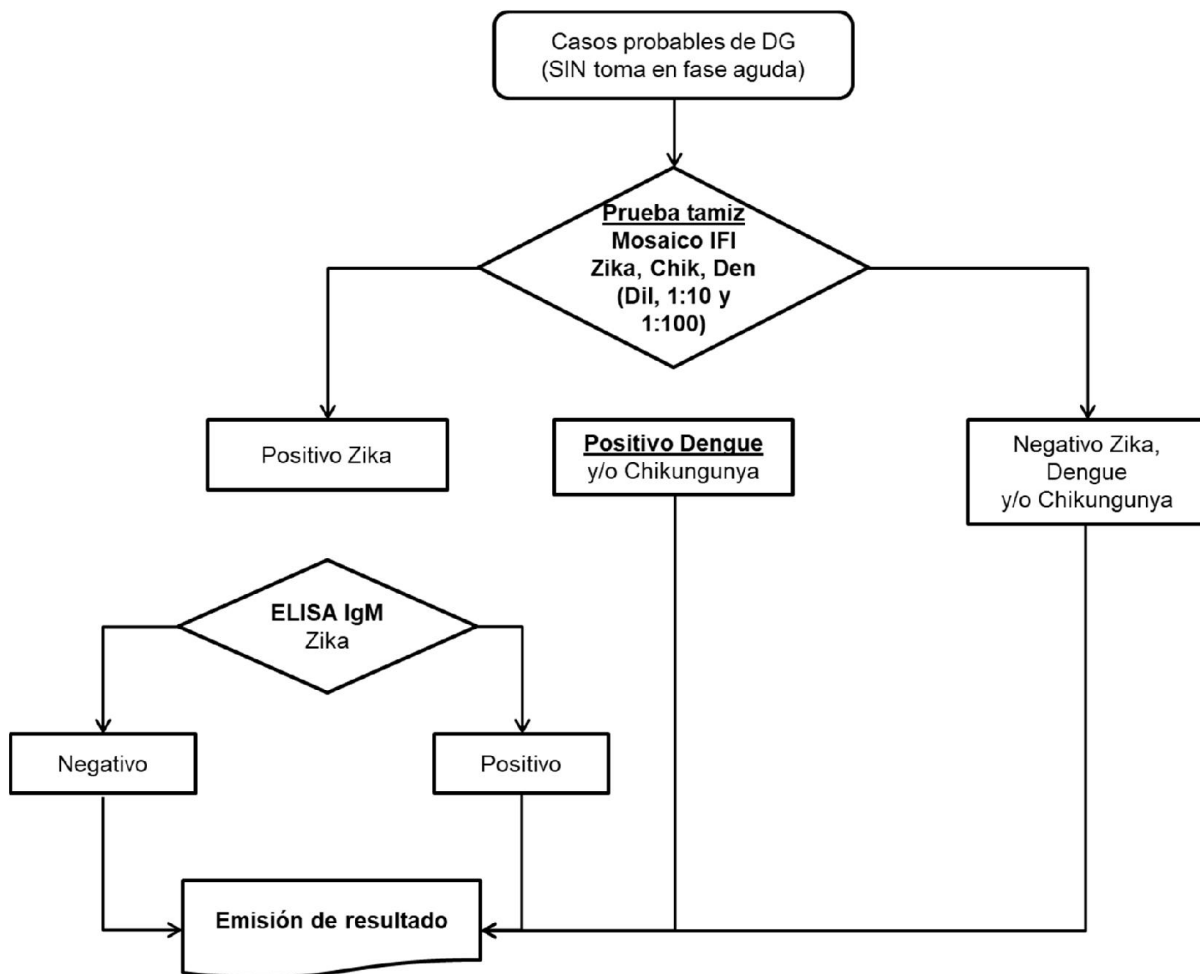 Casos probables de DG
(SIN toma en fase aguda)
Prueba tamiz
Mosaico IFI
Zika, Chik, Den
(Dil, 1:10 y
1:100)
Positivo Zika
Positivo Dengue
y/o Chikungunya
Negativo Zika,
Dengue
y/o Chikungunya
ELISA IgM
Zika
Negativo
Positivo
Emisión de resultado